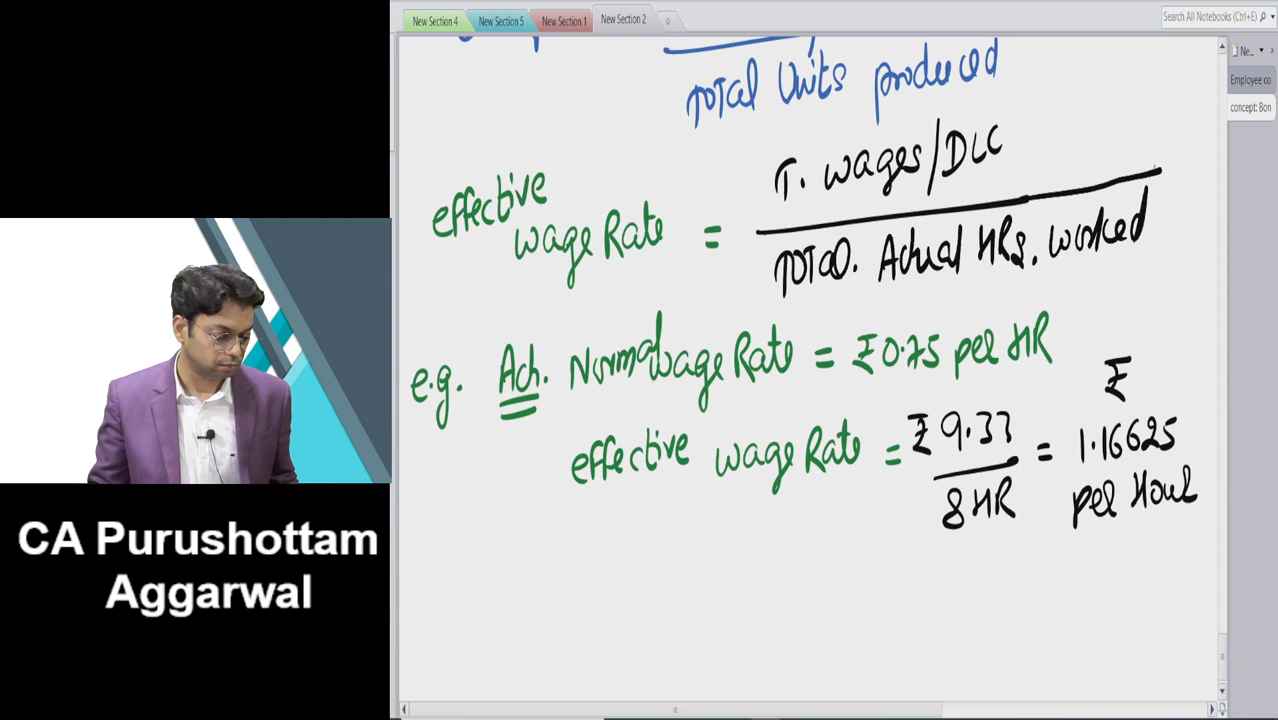 New Section 4 New Section 5 New Section 1 New Section 2
Search All Notebooks (Ctrl+E)
Ne...
Employee co
concept: Bon
Total Units produced
effective wage Rate = T. wages/DLC
Total. Actual HRs. worked
e.g. Ach. Normal wage Rate = ₹0.75 per HR
effective wage Rate = ₹9.33 / 8 HR = ₹ 1.16625 per Hour
CA Purushottam
Aggarwal